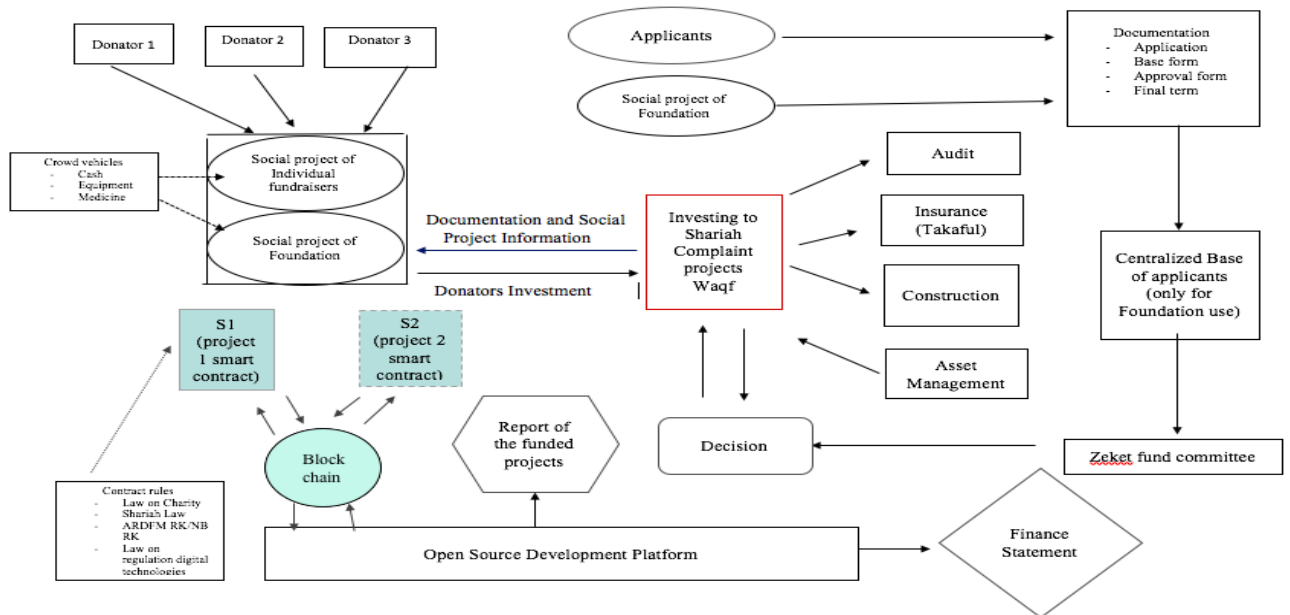 Donator 1
Donator 2
Donator 3
Applicants
Documentation
- Application
- Base form
- Approval form
- Final term
Social project of
Foundation
Social project of
Individual
fundraisers
Crowd vehicles
- Cash
- Equipment
- Medicine
Social project of
Foundation
Documentation and Social
Project Information
Donators Investment
Investing to
Shariah
Complaint
projects
Waqf
Audit
Insurance
(Takaful)
Construction
Asset
Management
Centralized Base
of applicants
(only for
Foundation use)
S1
(project
1 smart
contract)
S2
(project 2
smart
contract)
Block
chain
Report of
the funded
projects
Decision
Zeket fund committee
Contract rules
- Law on Charity
- Shariah Law
- ARDFM RK/NB
RK
- Law on
regulation digital
technologies
Open Source Development Platform
Finance
Statement